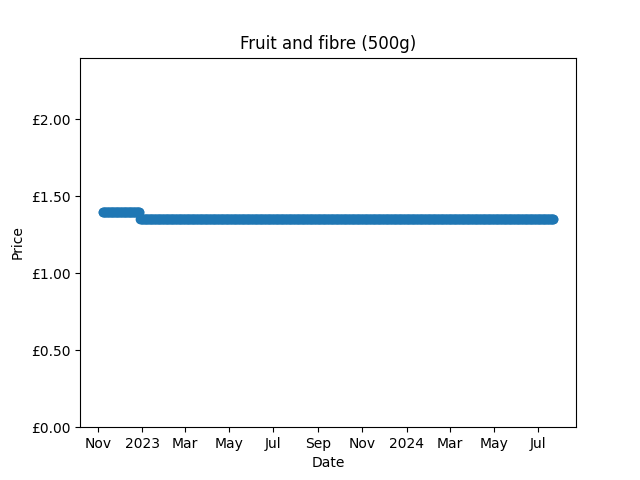 Fruit and fibre (500g)
£2.00
£1.50
£1.00
£0.50
£0.00
Price
Nov 2023 Mar May Jul Sep Nov 2024 Mar May Jul
Date